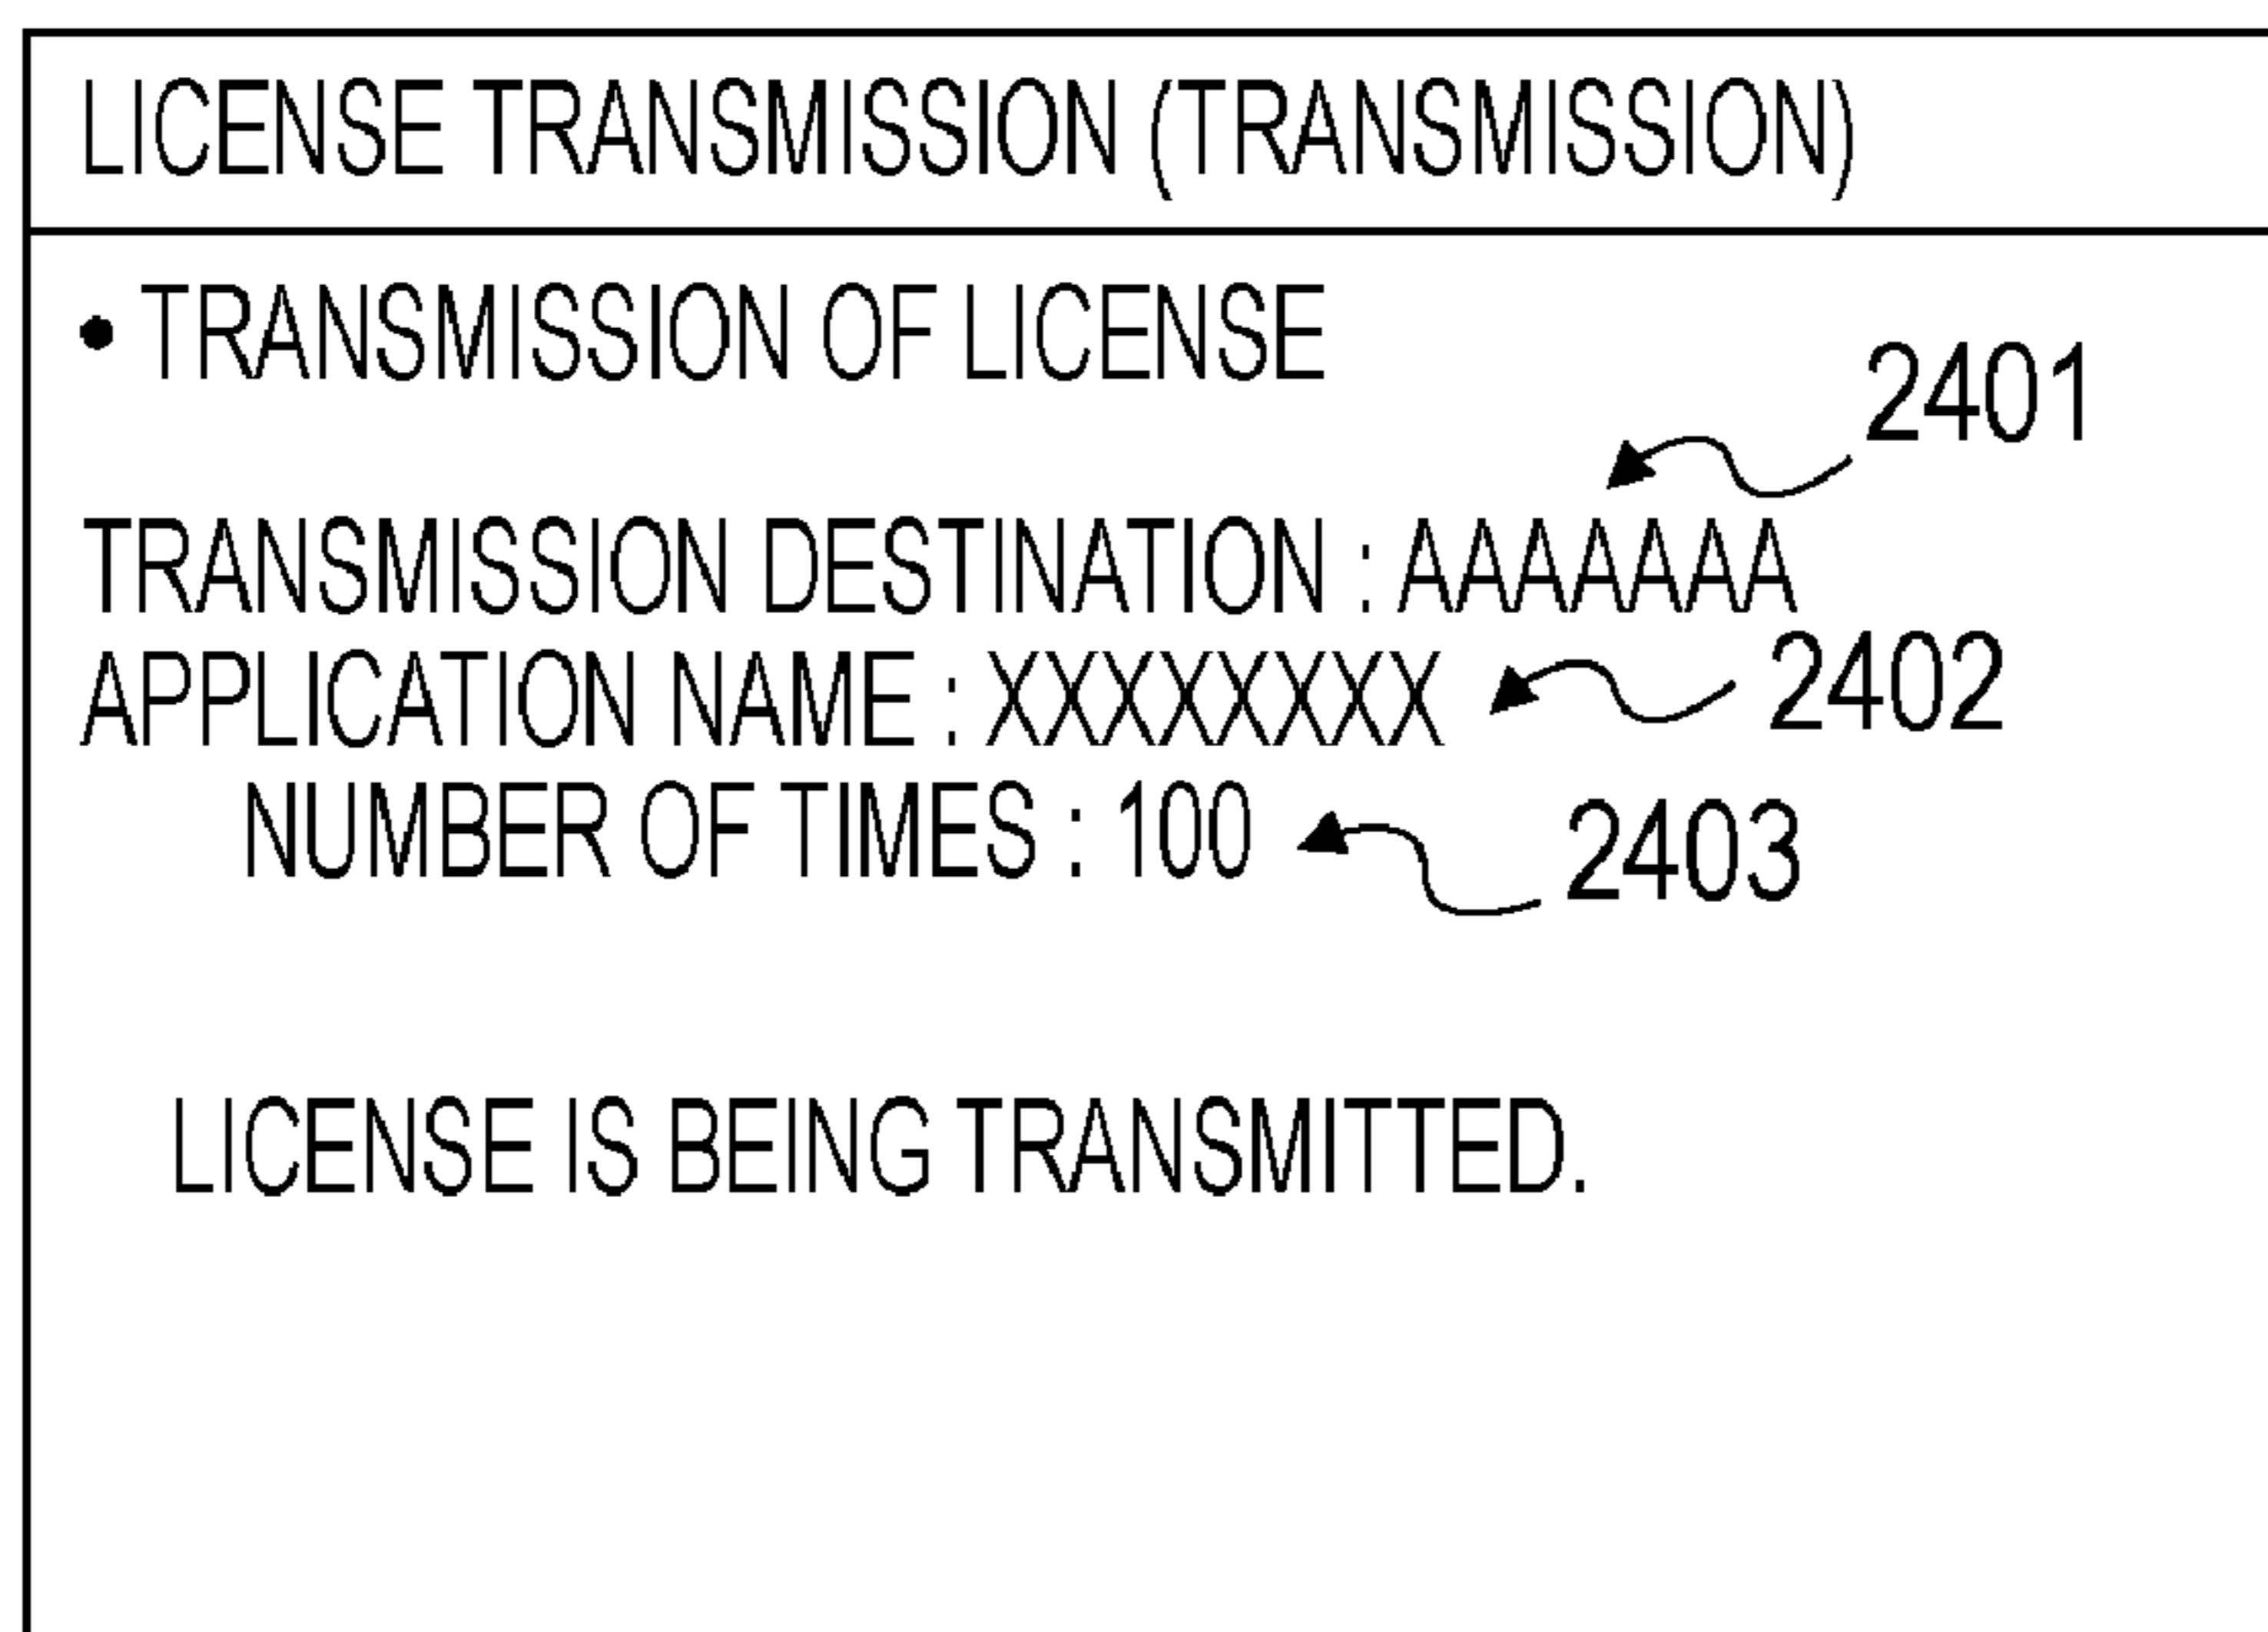 LICENSE TRANSMISSION (TRANSMISSION)
• TRANSMISSION OF LICENSE
2401
TRANSMISSION DESTINATION : AAAAAAA
APPLICATION NAME : XXXXXXXX 2402
NUMBER OF TIMES : 100 2403
LICENSE IS BEING TRANSMITTED.